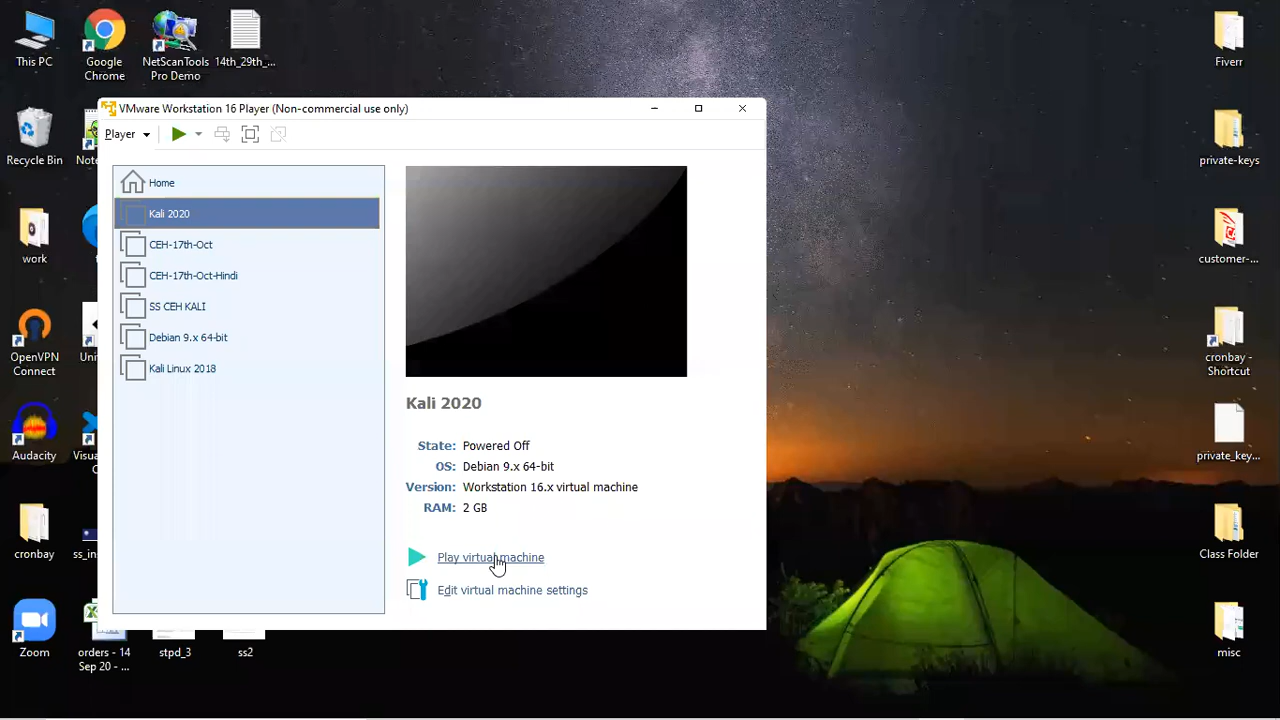 This PC
Google
Chrome
NetScanTools
Pro Demo
14th_29th_...
Fiverr
VMware Workstation 16 Player (Non-commercial use only)
Player
Recycle Bin
private-keys
Home
Kali 2020
CEH-17th-Oct
CEH-17th-Oct-Hindi
SS CEH KALI
Debian 9.x 64-bit
Kali Linux 2018
work
customer-...
OpenVPN
Connect
cronbay -
Shortcut
Kali 2020
State: Powered Off
OS: Debian 9.x 64-bit
Version: Workstation 16.x virtual machine
RAM: 2 GB
Play virtual machine
Edit virtual machine settings
Audacity
private_key...
cronbay
ss_in
Class Folder
Zoom
orders - 14
Sep 20 - ...
stpd_3
ss2
misc